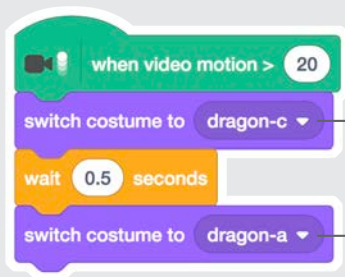 when video motion > 20
switch costume to dragon-c
wait 0.5 seconds
switch costume to dragon-a